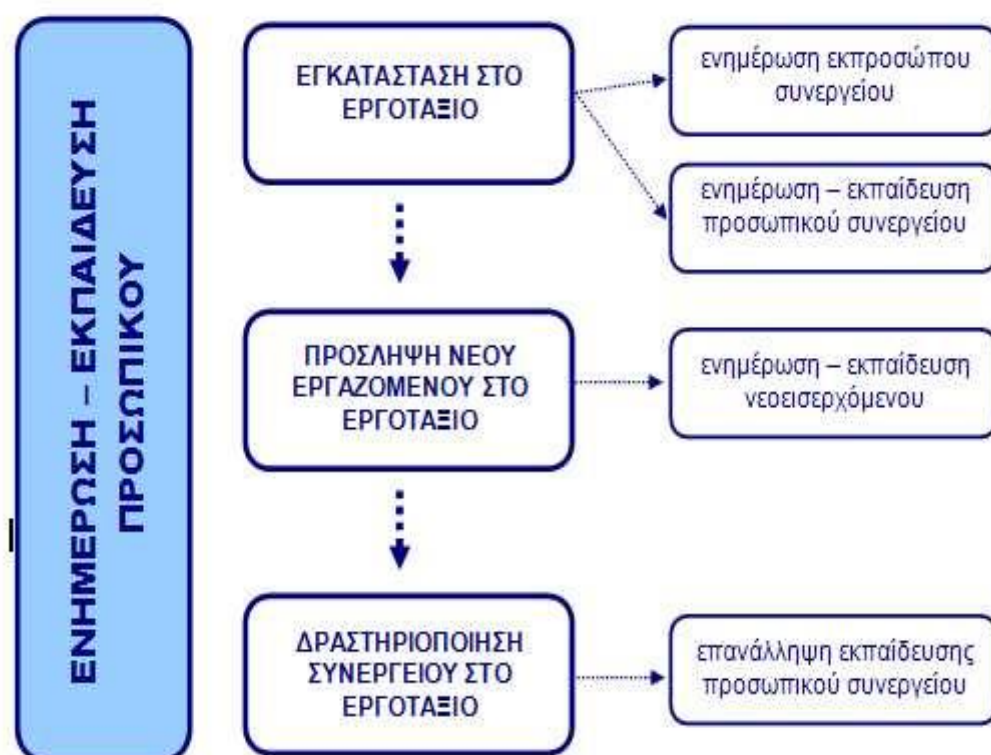 ΕΝΗΜΕΡΩΣΗ – ΕΚΠΑΙΔΕΥΣΗ
ΠΡΟΣΩΠΙΚΟΥ
ΕΓΚΑΤΑΣΤΑΣΗ ΣΤΟ
ΕΡΓΟΤΑΞΙΟ
ενημέρωση εκπροσώπου
συνεργείου
ενημέρωση – εκπαίδευση
προσωπικού συνεργείου
ΠΡΟΣΛΗΨΗ ΝΕΟΥ
ΕΡΓΑΖΟΜΕΝΟΥ ΣΤΟ
ΕΡΓΟΤΑΞΙΟ
ενημέρωση – εκπαίδευση
νεοεισερχόμενου
ΔΡΑΣΤΗΡΙΟΠΟΙΗΣΗ
ΣΥΝΕΡΓΕΙΟΥ ΣΤΟ
ΕΡΓΟΤΑΞΙΟ
επανάλληψη εκπαίδευσης
προσωπικού συνεργείου